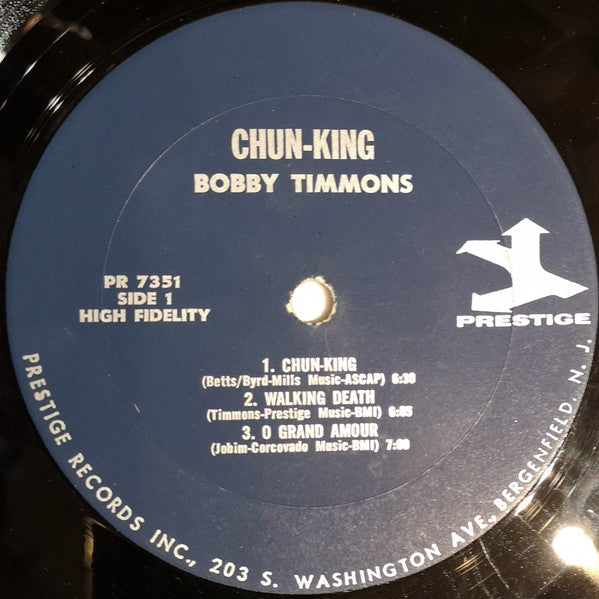 CHUN-KING
BOBBY TIMMONS
PR 7351
SIDE 1
HIGH FIDELITY
PRESTIGE
1. CHUN-KING
(Betts/Byrd-Mills Music-ASCAP) 6:30
2. WALKING DEATH
(Timmons-Prestige Music-BMI) 6:05
3. O GRAND AMOUR
(Jobim-Corcovado Music-BMI) 7:00
PRESTIGE RECORDS INC., 203 S. WASHINGTON AVE., BERGENFIELD, N. J.